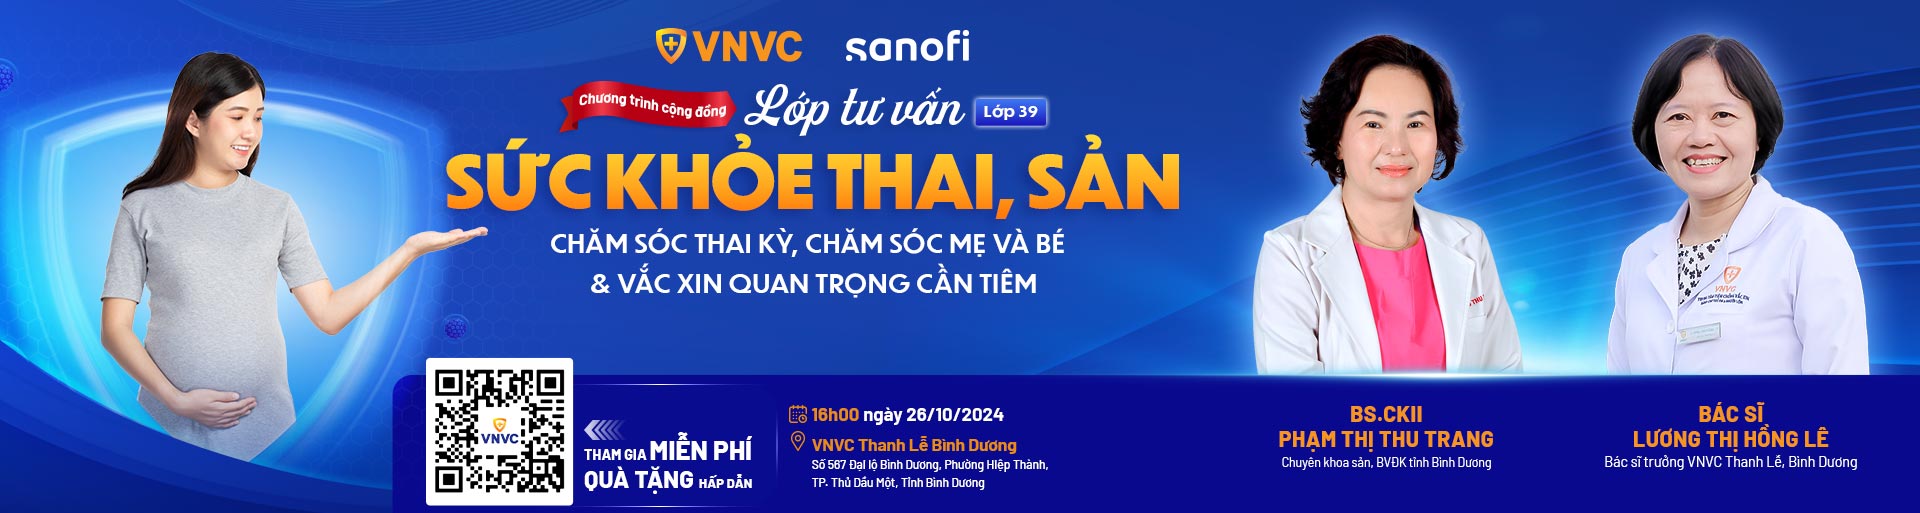 VNVC
sanofi
Chương trình cộng đồng
Lớp tư vấn
Lớp 39
SỨC KHỎE THAI, SẢN
CHĂM SÓC THAI KỲ, CHĂM SÓC MẸ VÀ BÉ
& VẮC XIN QUAN TRỌNG CẦN TIÊM
VNVC
THAM GIA MIỄN PHÍ
QUÀ TẶNG HẤP DẪN
16h00 ngày 26/10/2024
VNVC Thanh Lễ Bình Dương
Số 567 Đại lộ Bình Dương, Phường Hiệp Thành,
TP. Thủ Dầu Một, Tỉnh Bình Dương
THU
BS.CKII
PHẠM THỊ THU TRANG
Chuyên khoa sản, BVĐK tỉnh Bình Dương
VNVC
BÁC SĨ
LƯƠNG THỊ HỒNG LÊ
Bác sĩ trưởng VNVC Thanh Lễ, Bình Dương